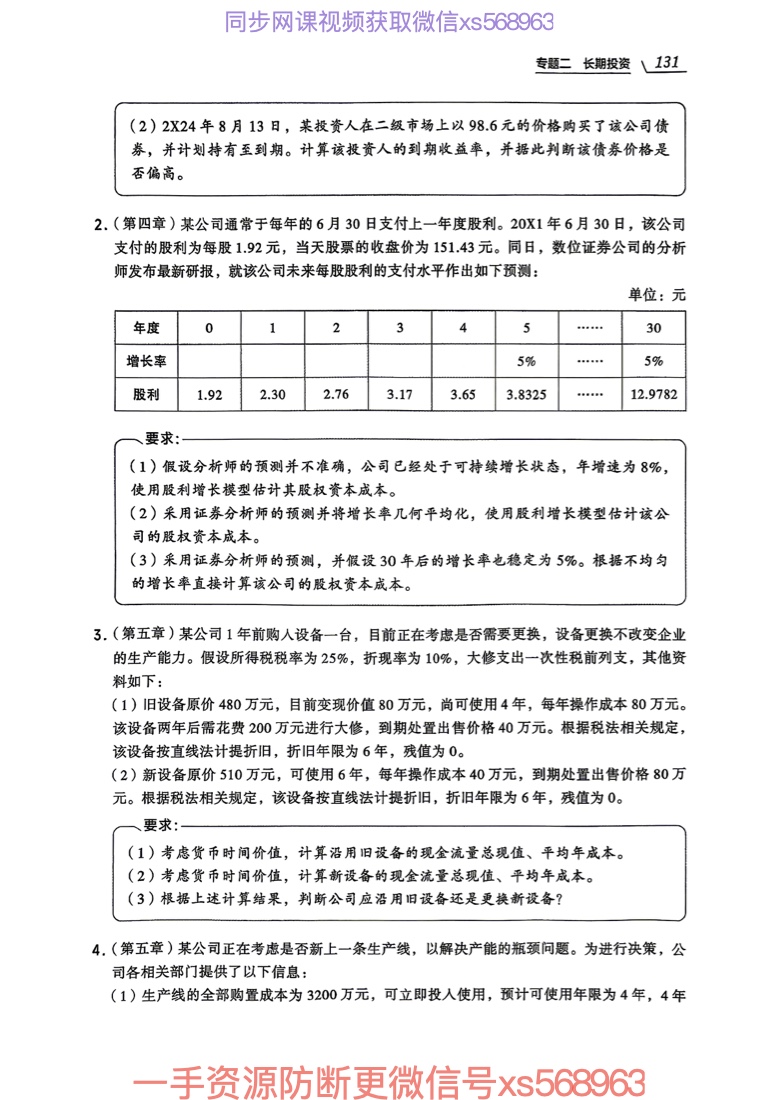 同步网课视频获取微信xs568963
专题二 长期投资 131
（2）2X24年8月13日，某投资人在二级市场上以98.6元的价格购买了该公司债
券，并计划持有至到期。计算该投资人的到期收益率，并据此判断该债券价格是
否偏高。
2.（第四章）某公司通常于每年的6月30日支付上一年度股利。20X1年6月30日，该公司
支付的股利为每股1.92元，当天股票的收盘价为151.43元。同日，数位证券公司的分析
师发布最新研报，就该公司未来每股股利的支付水平作出如下预测：
单位：元
年度 0 1 2 3 4 5 …… 30
增长率 5% …… 5%
股利 1.92 2.30 2.76 3.17 3.65 3.8325 …… 12.9782
要求：
（1）假设分析师的预测并不准确，公司已经处于可持续增长状态，年增速为8%，
使用股利增长模型估计其股权资本成本。
（2）采用证券分析师的预测并将增长率几何平均化，使用股利增长模型估计该公
司的股权资本成本。
（3）采用证券分析师的预测，并假设30年后的增长率也稳定为5%。根据不均匀
的增长率直接计算该公司的股权资本成本。
3.（第五章）某公司1年前购入设备一台，目前正在考虑是否需要更换，设备更换不改变企业
的生产能力。假设所得税税率为25%，折现率为10%，大修支出一次性税前列支，其他资
料如下：
（1）旧设备原价480万元，目前变现价值80万元，尚可使用4年，每年操作成本80万元。
该设备两年后需花费200万元进行大修，到期处置出售价格40万元。根据税法相关规定，
该设备按直线法计提折旧，折旧年限为6年，残值为0。
（2）新设备原价510万元，可使用6年，每年操作成本40万元，到期处置出售价格80万
元。根据税法相关规定，该设备按直线法计提折旧，折旧年限为6年，残值为0。
要求：
（1）考虑货币时间价值，计算沿用旧设备的现金流量总现值、平均年成本。
（2）考虑货币时间价值，计算新设备的现金流量总现值、平均年成本。
（3）根据上述计算结果，判断公司应沿用旧设备还是更换新设备？
4.（第五章）某公司正在考虑是否新上一条生产线，以解决产能的瓶颈问题。为进行决策，公
司各相关部门提供了以下信息：
（1）生产线的全部购置成本为3200万元，可立即投入使用，预计可使用年限为4年，4年
一手资源防断更微信号xs568963